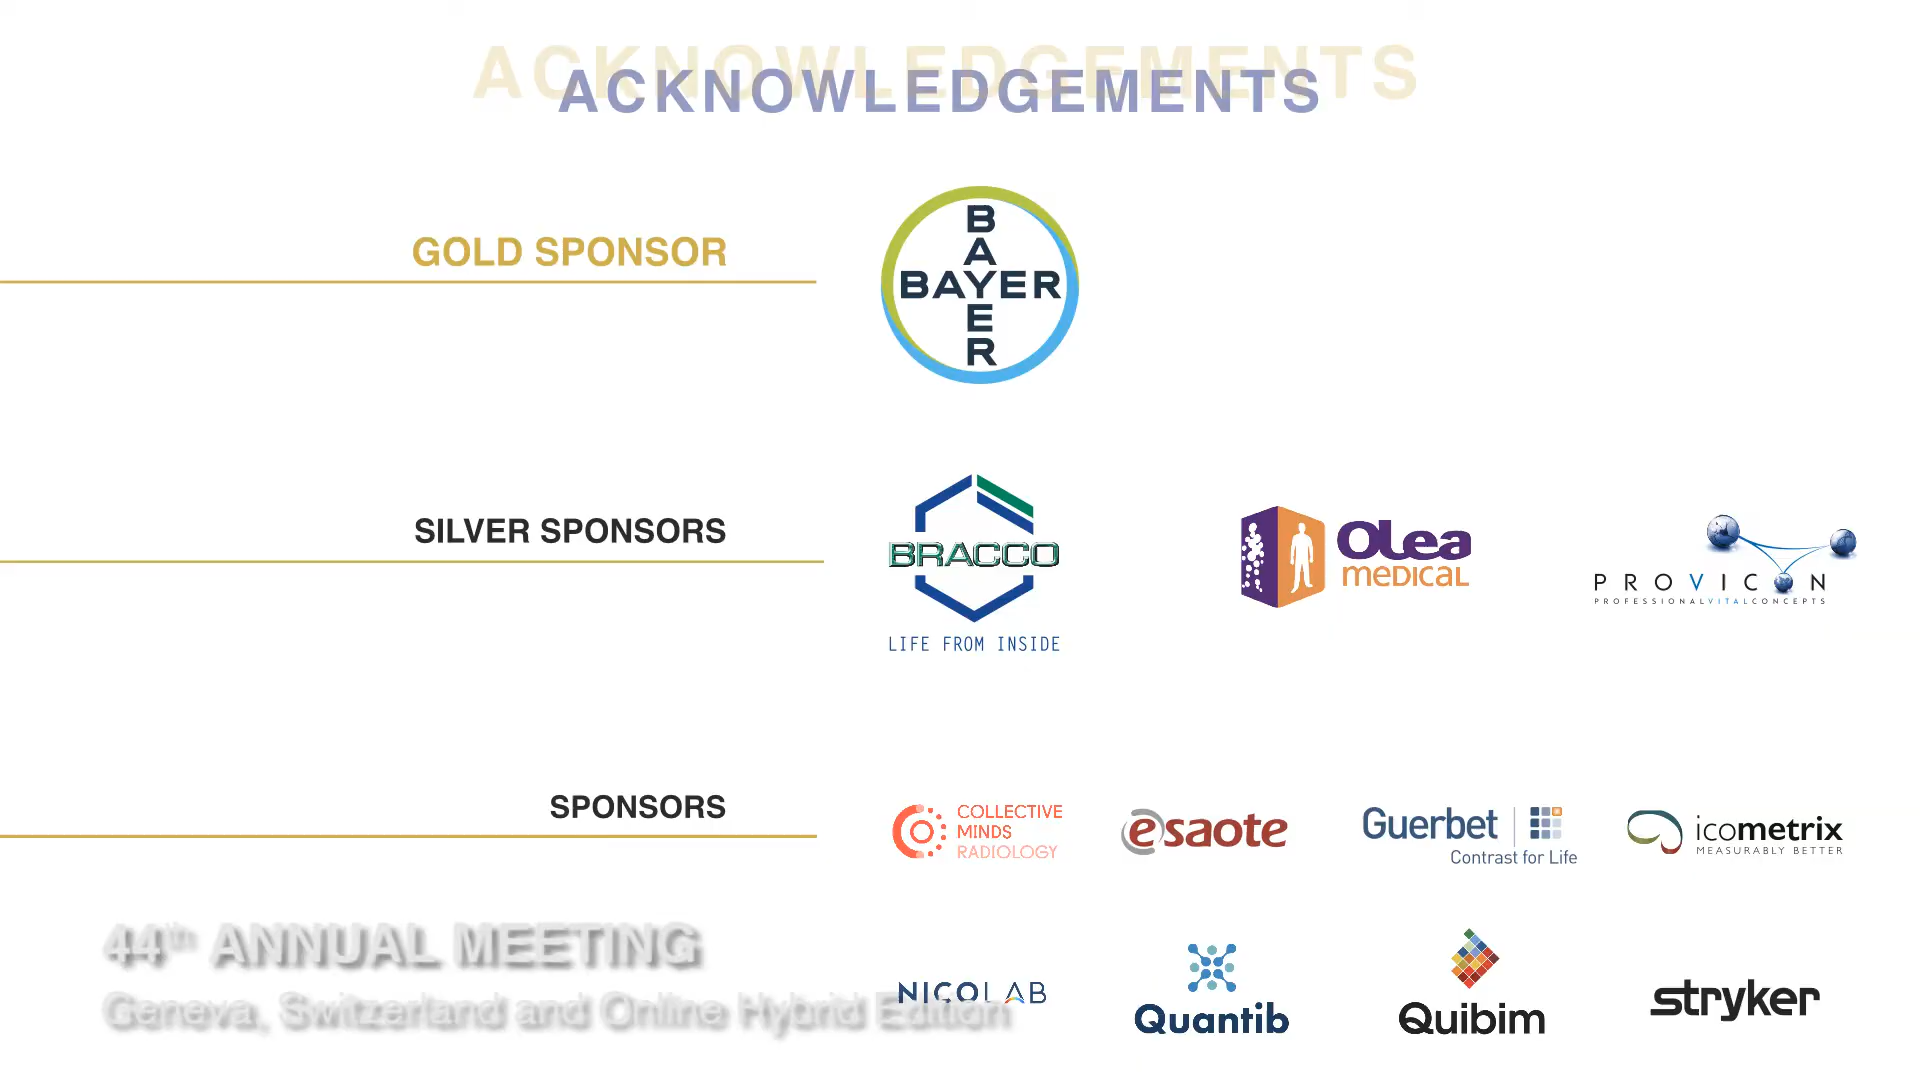 ACKNOWLEDGEMENTS
ACKNOWLEDGEMENTS
GOLD SPONSOR
BAYER
BAYER
SILVER SPONSORS
BRACCO
LIFE FROM INSIDE
Olea
medical
PROVICON
PROFESSIONALVITALCONCEPTS
SPONSORS
COLLECTIVE
MINDS
RADIOLOGY
esaote
Guerbet
Contrast for Life
icometrix
MEASURABLY BETTER
44th ANNUAL MEETING
Geneva, Switzerland and Online Hybrid Edition
NICOLAB
Quantib
Quibim
stryker